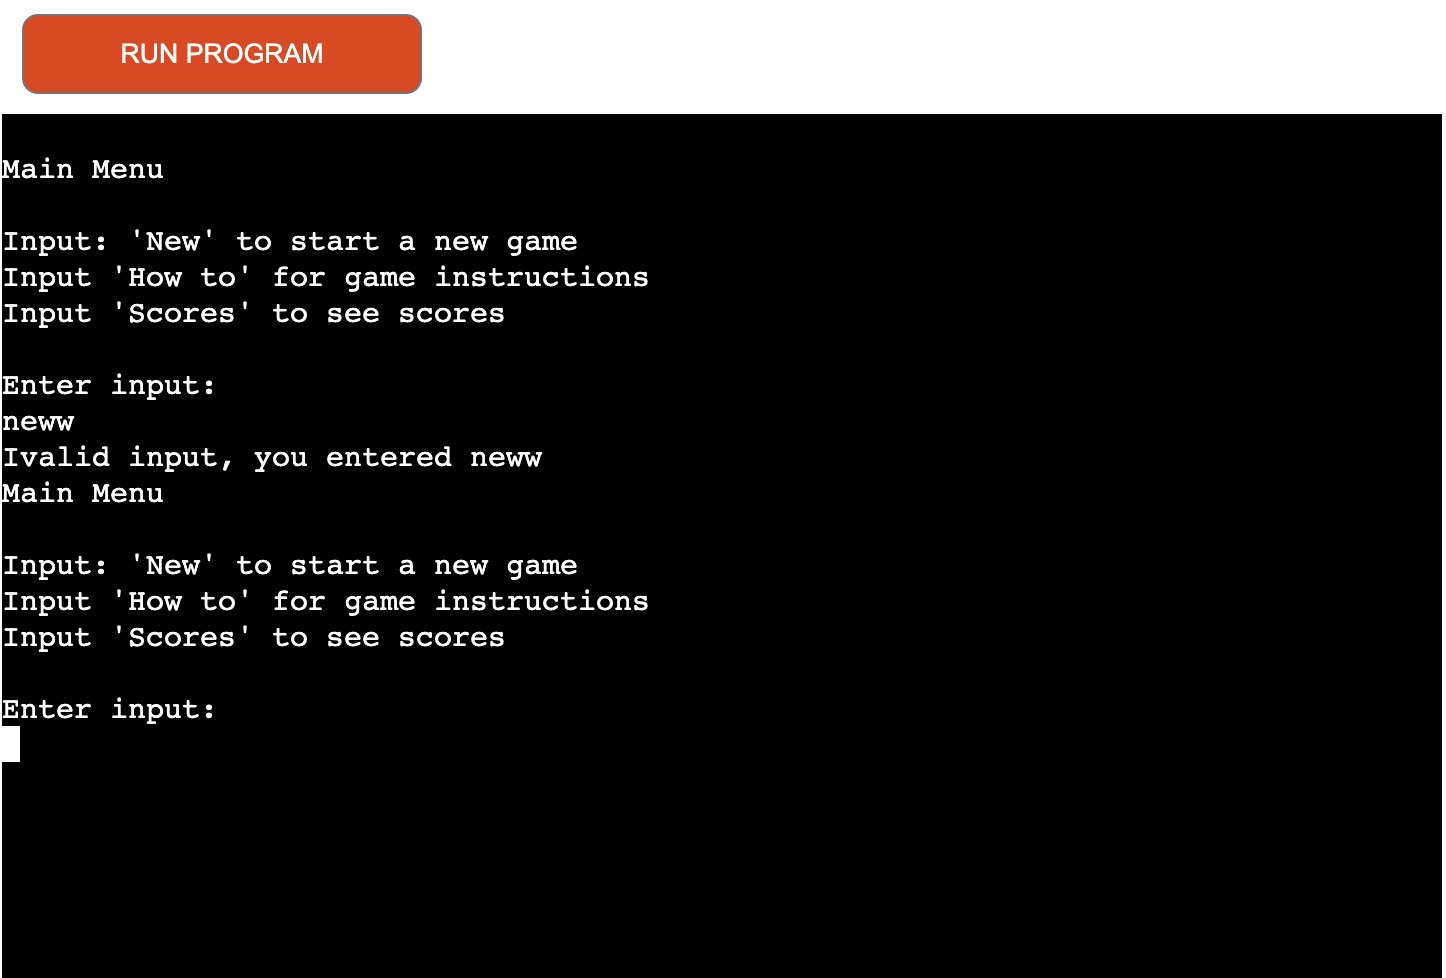 RUN PROGRAM
Main Menu
Input: 'New' to start a new game
Input 'How to' for game instructions
Input 'Scores' to see scores
Enter input:
neww
Ivalid input, you entered neww
Main Menu
Input: 'New' to start a new game
Input 'How to' for game instructions
Input 'Scores' to see scores
Enter input: